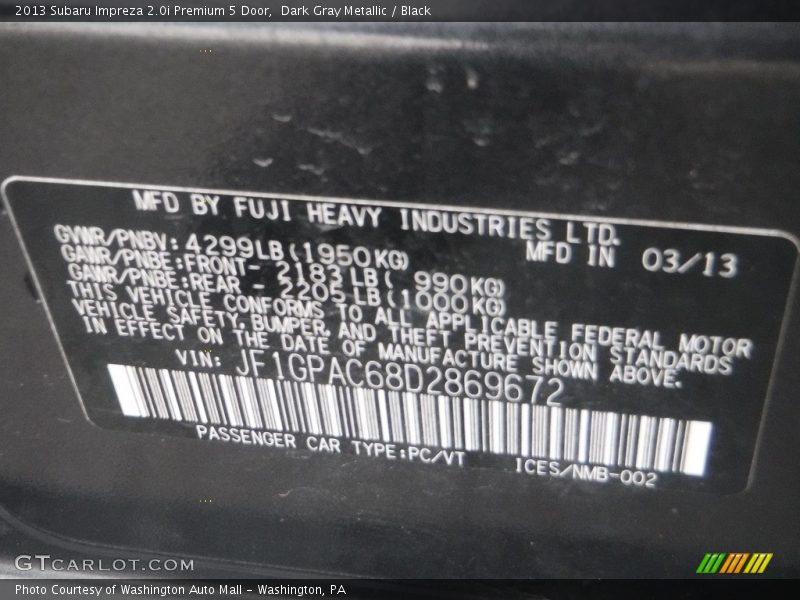 2013 Subaru Impreza 2.0i Premium 5 Door,  Dark Gray Metallic / Black
MFD BY FUJI HEAVY INDUSTRIES LTD.
MFD IN 03/13
GVWR/PNBV:4299LB(1950KG)
GAWR/PNBE:FRONT- 2183 LB( 990KG)
GAWR/PNBE:REAR - 2205 LB(1000KG)
THIS VEHICLE CONFORMS TO ALL APPLICABLE FEDERAL MOTOR
VEHICLE SAFETY,BUMPER,AND THEFT PREVENTION STANDARDS
IN EFFECT ON THE DATE OF MANUFACTURE SHOWN ABOVE.
VIN: JF1GPAC68D2869672
PASSENGER CAR TYPE:PC/VT
ICES/NMB-002
GTCARLOT.COM
Photo Courtesy of Washington Auto Mall - Washington, PA